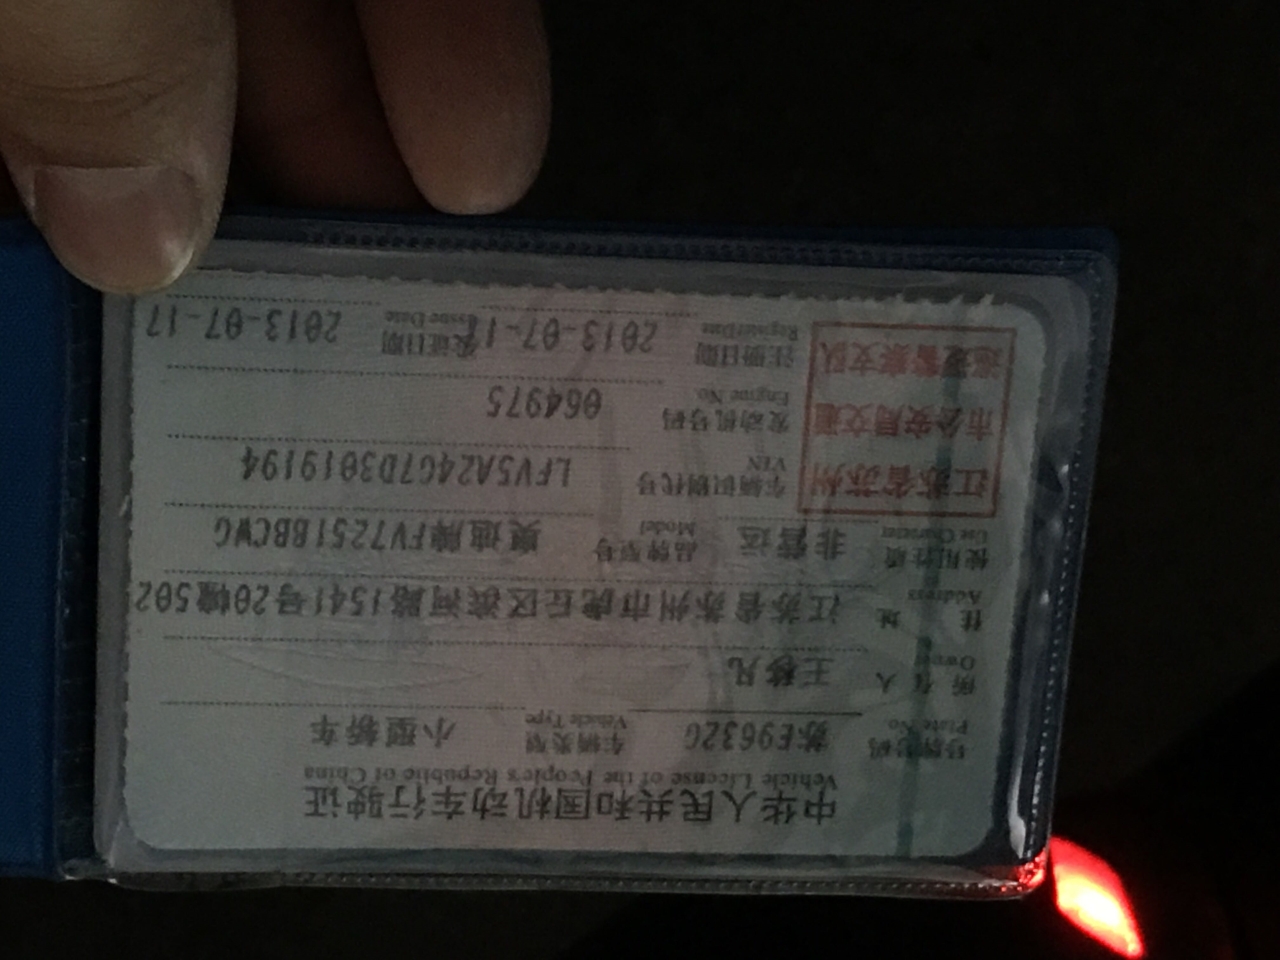 中华人民共和国机动车行驶证
Vehicle License of the People's Republic of China
号牌号码 苏E963ZG 车辆类型 小型轿车
Plate No. Vehicle Type
所有人 王移凡
Owner
住址 江苏省苏州市虎丘区滨河路1541号20幢502
Address
使用性质 非营运 品牌型号 奥迪牌FV7251BBCWG
Use Character Model
江苏省苏州
市公安局交通
巡逻警察支队
车辆识别代号 LFV5A24G7D3019194
VIN
发动机号码 064975
Engine No.
注册日期 2013-07-17 发证日期 2013-07-17
Register Date Issue Date